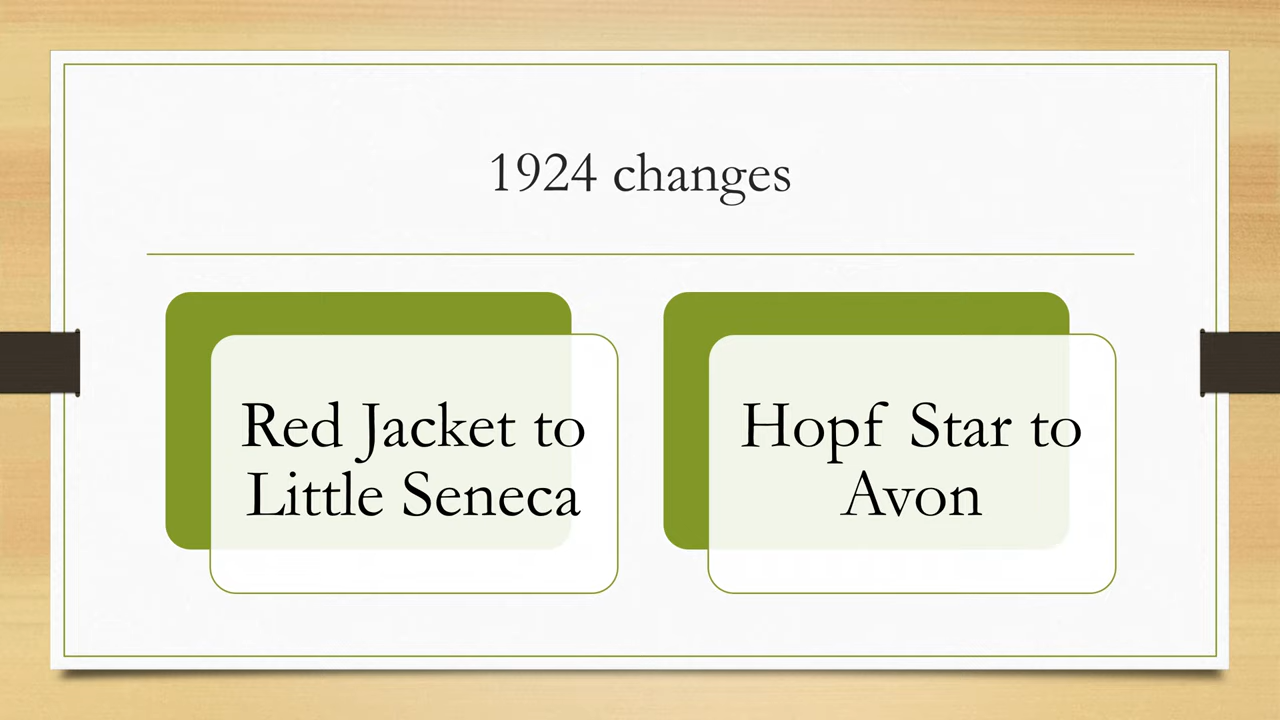 1924 changes
Red Jacket to
Little Seneca
Hopf Star to
Avon